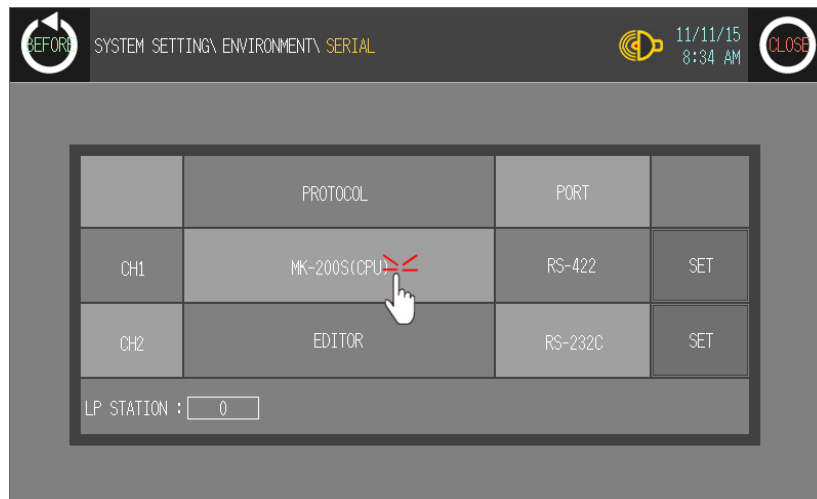 BEFORE
SYSTEM SETTING\ ENVIRONMENT\ SERIAL
11/11/15
8:34 AM
CLOSE
PROTOCOL PORT
CH1 MK-200S(CPU) RS-422 SET
CH2 EDITOR RS-232C SET
LP STATION : 0